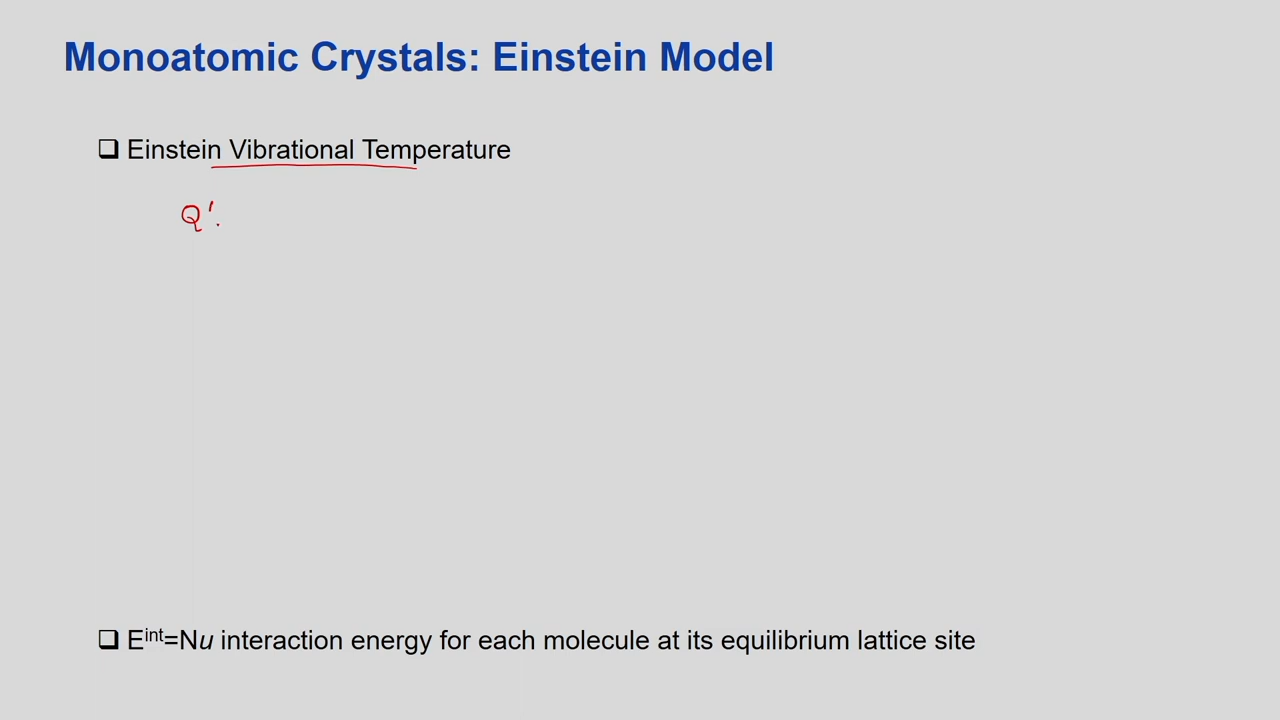 Monoatomic Crystals: Einstein Model
❑ Einstein Vibrational Temperature
Q'.
❑ E^int=Nu interaction energy for each molecule at its equilibrium lattice site